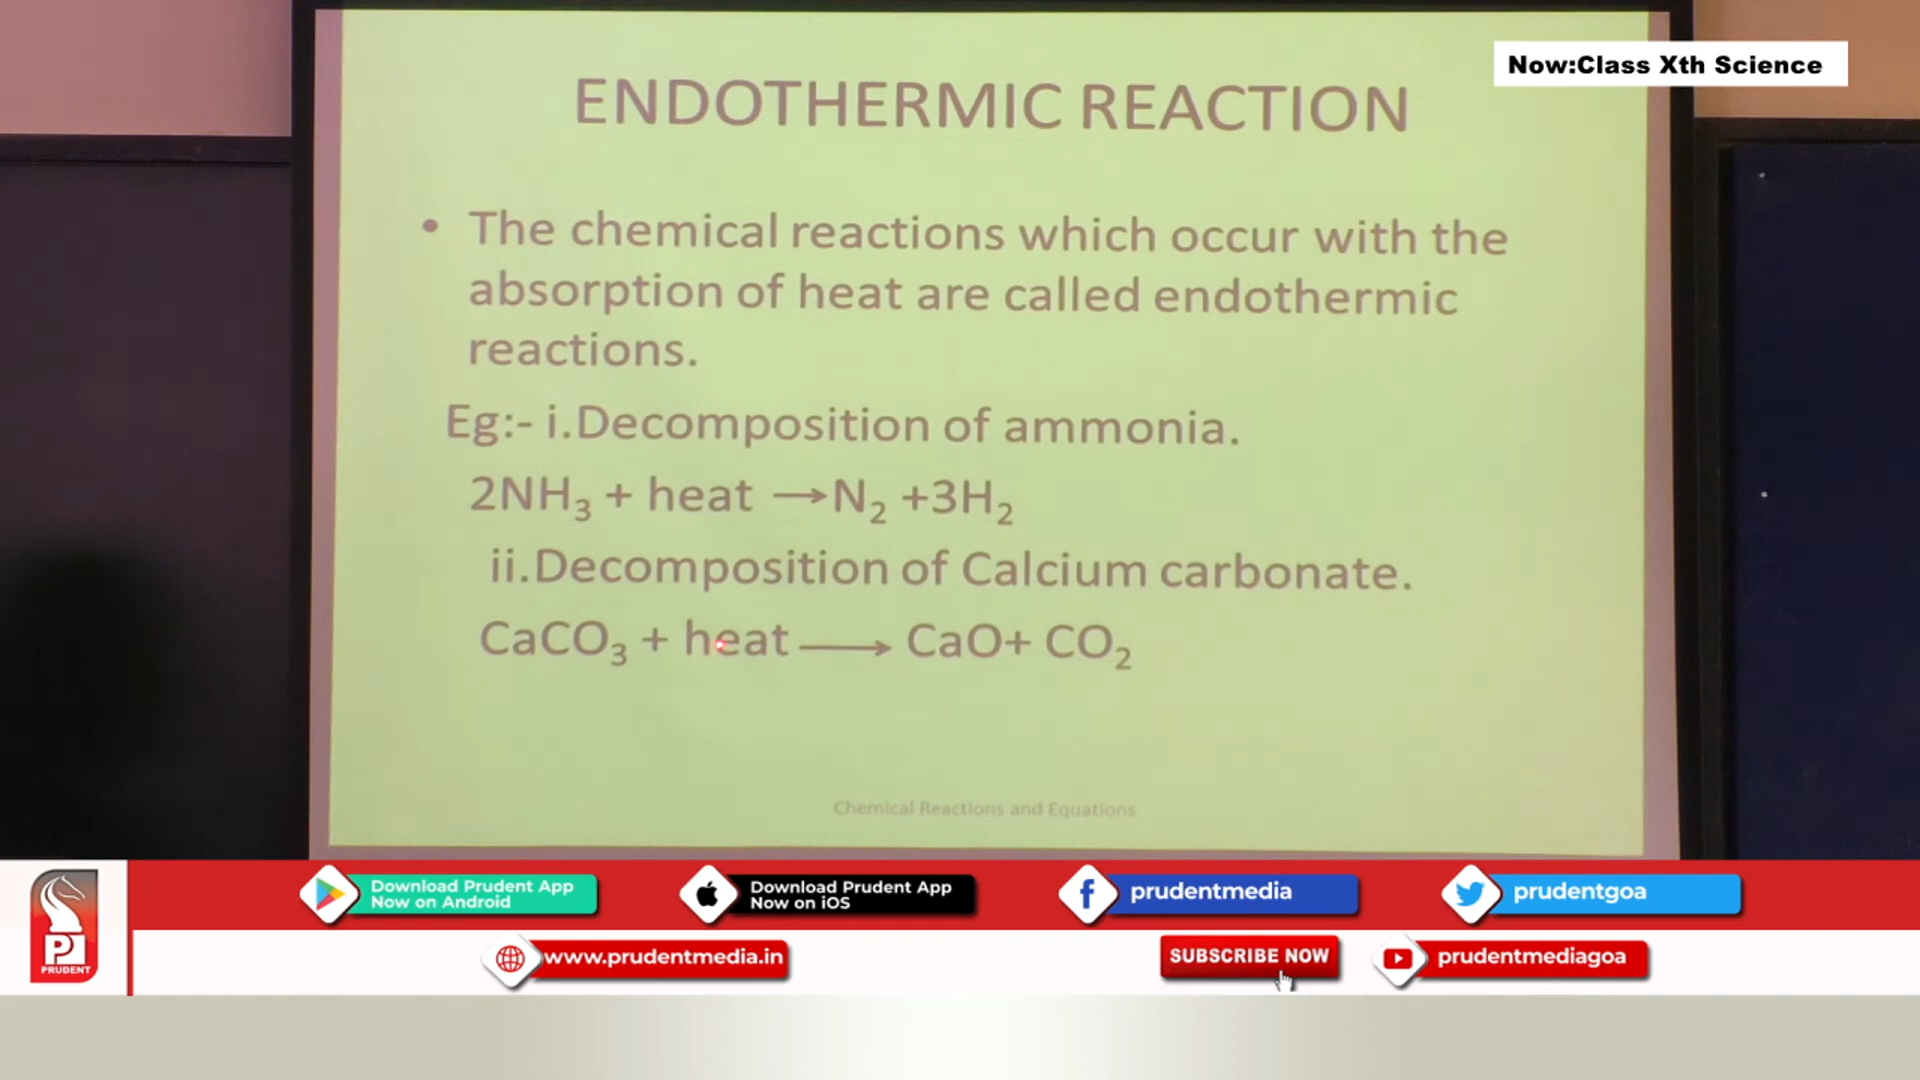 Now:Class Xth Science
ENDOTHERMIC REACTION
• The chemical reactions which occur with the
absorption of heat are called endothermic
reactions.
Eg:- i.Decomposition of ammonia.
2NH₃ + heat →N₂ +3H₂
ii.Decomposition of Calcium carbonate.
CaCO₃ + heat ⟶ CaO+ CO₂
Chemical Reactions and Equations
Download Prudent App
Now on Android
Download Prudent App
Now on iOS
prudentmedia
prudentgoa
PRUDENT
www.prudentmedia.in
SUBSCRIBE NOW
prudentmediagoa